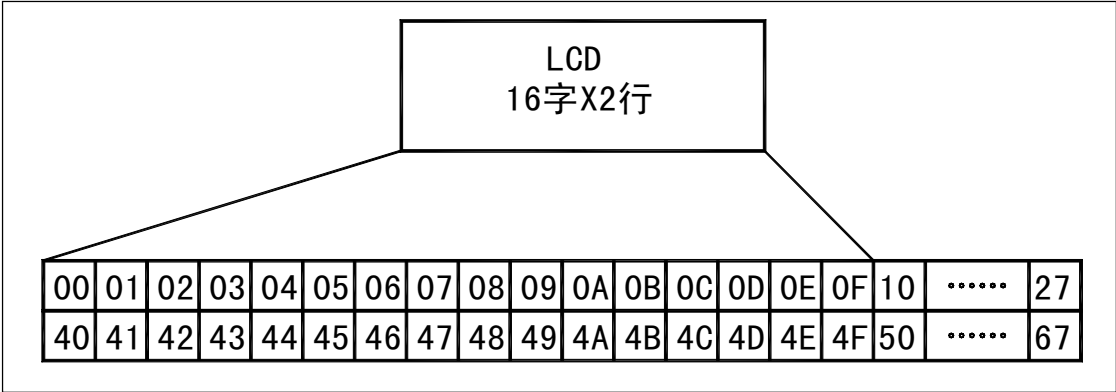 LCD
16字X2行
00 01 02 03 04 05 06 07 08 09 0A 0B 0C 0D 0E 0F 10 …… 27
40 41 42 43 44 45 46 47 48 49 4A 4B 4C 4D 4E 4F 50 …… 67